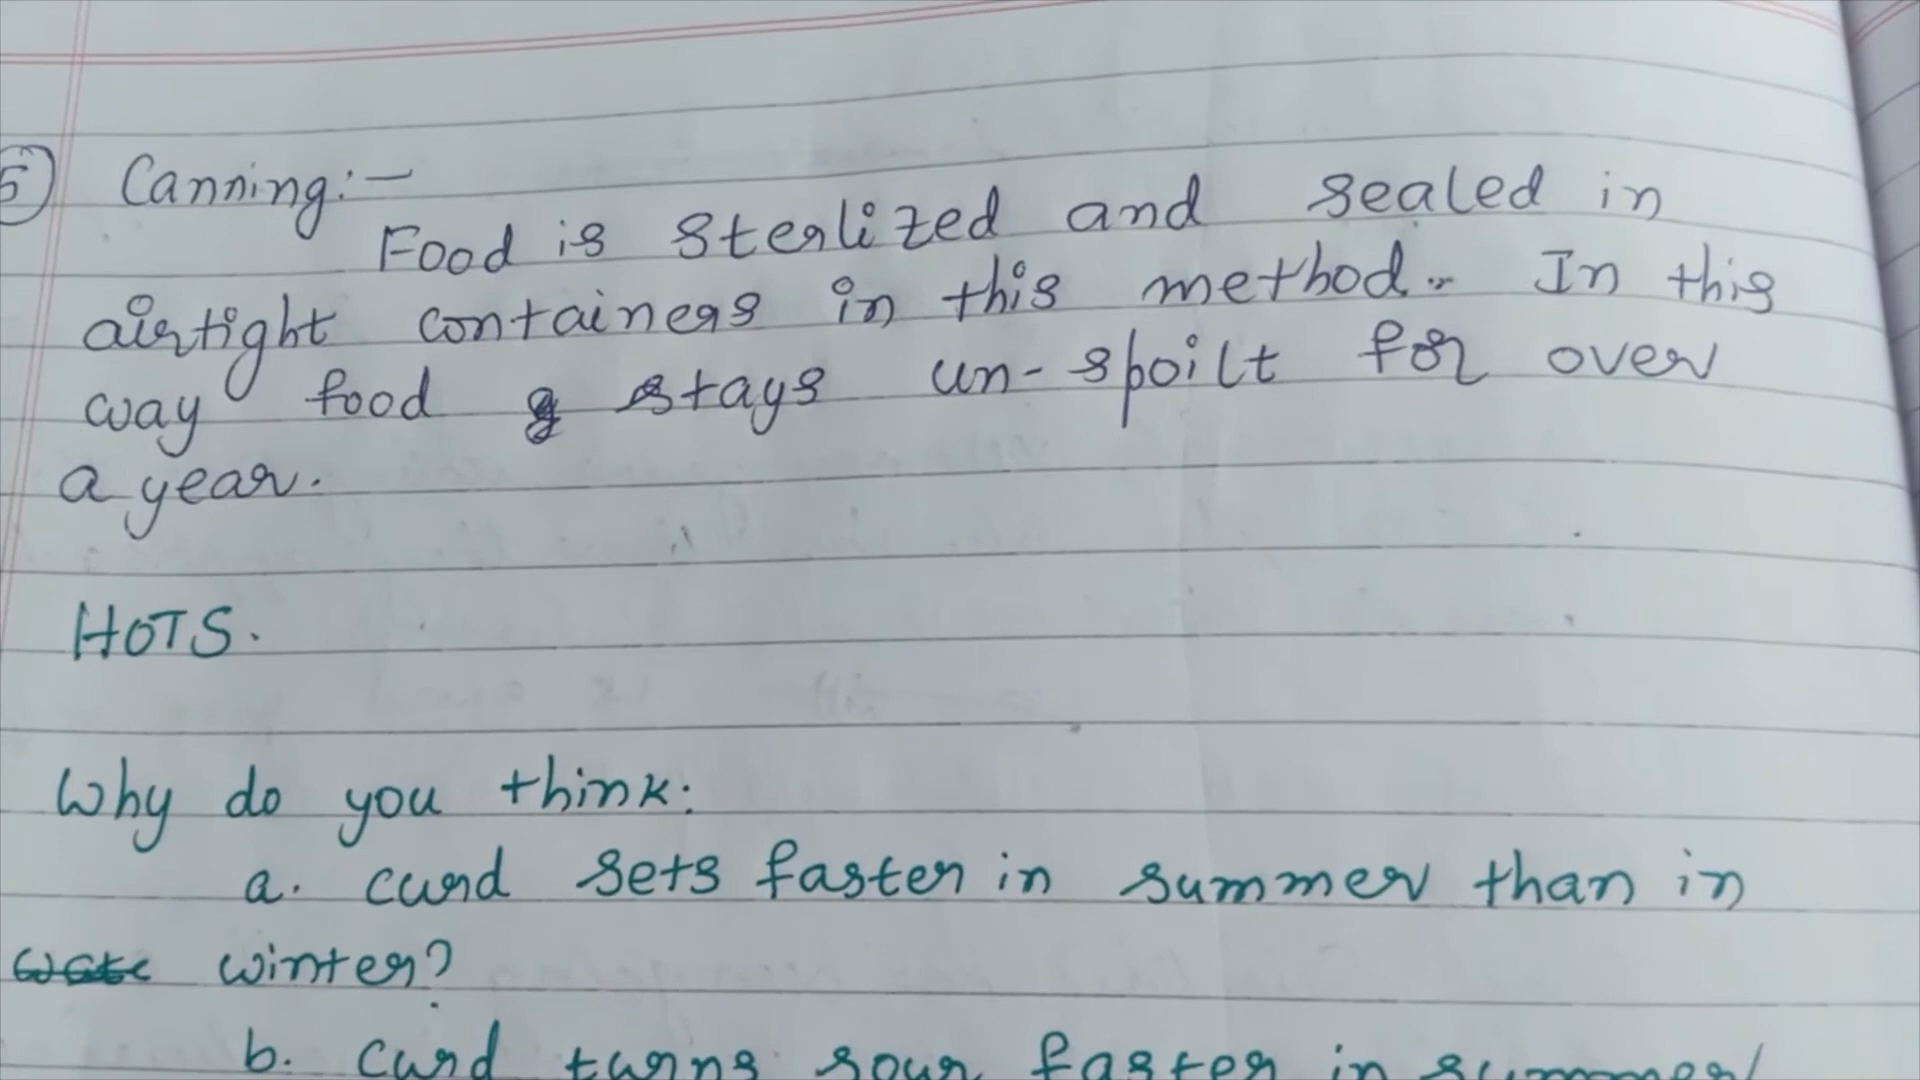 5 Canning:-
Food is sterlized and sealed in
airtight containers in this method. In this
way food stays un-spoilt for over
a year.
HOTS.
Why do you think:
a. curd sets faster in summer than in
winter?
b. Curd turns sour faster in summer